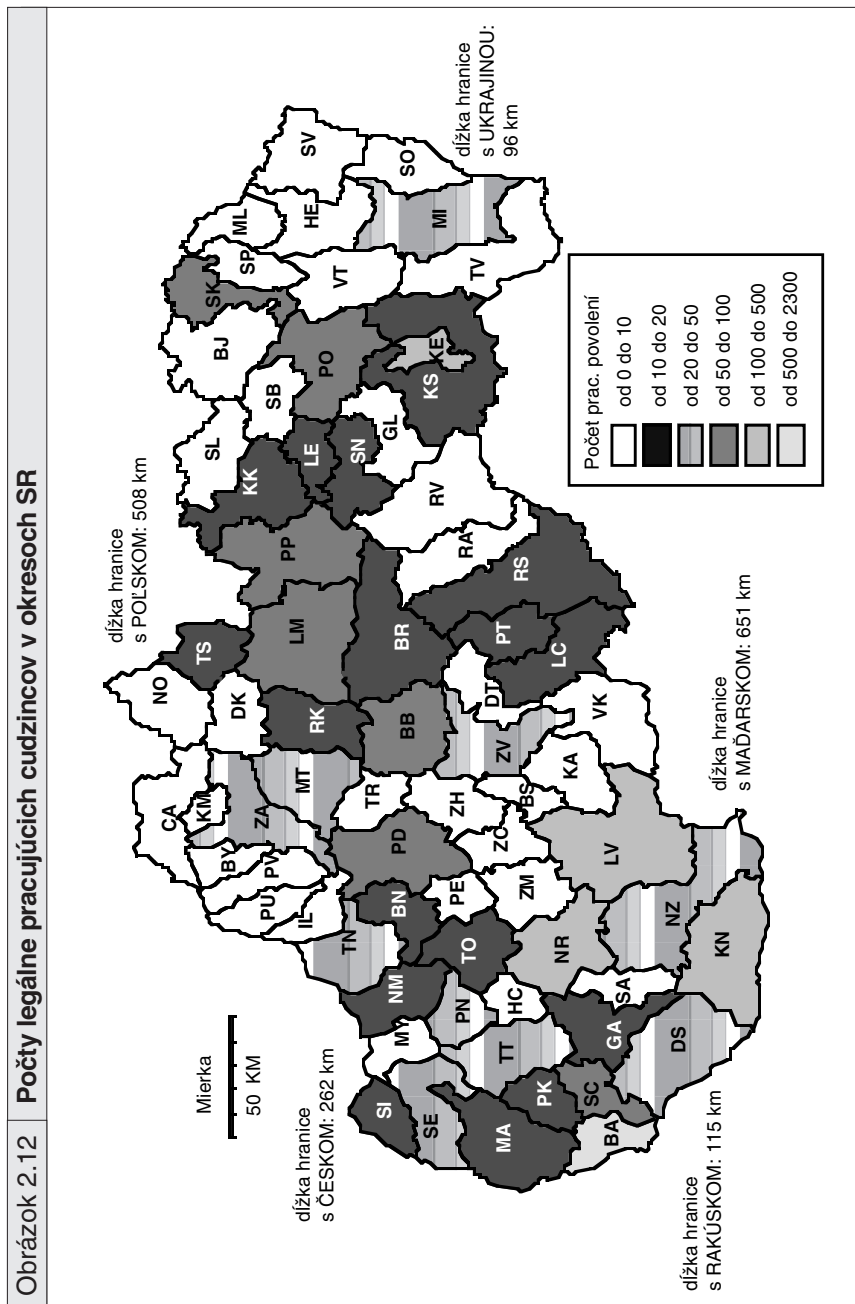 Obrázok 2.12 Počty legálne pracujúcich cudzincov v okresoch SR
Mierka
50 KM
dĺžka hranice
s POĽSKOM: 508 km
dĺžka hranice
s ČESKOM: 262 km
dĺžka hranice
s UKRAJINOU:
96 km
dĺžka hranice
s MAĎARSKOM: 651 km
dĺžka hranice
s RAKÚSKOM: 115 km
NO
CA
TS
KM
DK
BY
PV
PU
IL
ZA
MT
RK
LM
PP
KK
SL
BJ
SK
SP
ML
SV
HE
SO
SB
LE
PO
VT
MI
TN
BN
PD
TR
BB
BR
SN
GL
KS
KE
TV
NM
MY
SI
SE
PE
TO
ZH
ZC
ZM
BS
ZV
DT
PT
RA
RV
RS
PN
HC
TT
MA
PK
NR
LV
KA
VK
LC
SC
GA
SA
BA
DS
NZ
KN
Počet prac. povolení
od 0 do 10
od 10 do 20
od 20 do 50
od 50 do 100
od 100 do 500
od 500 do 2300